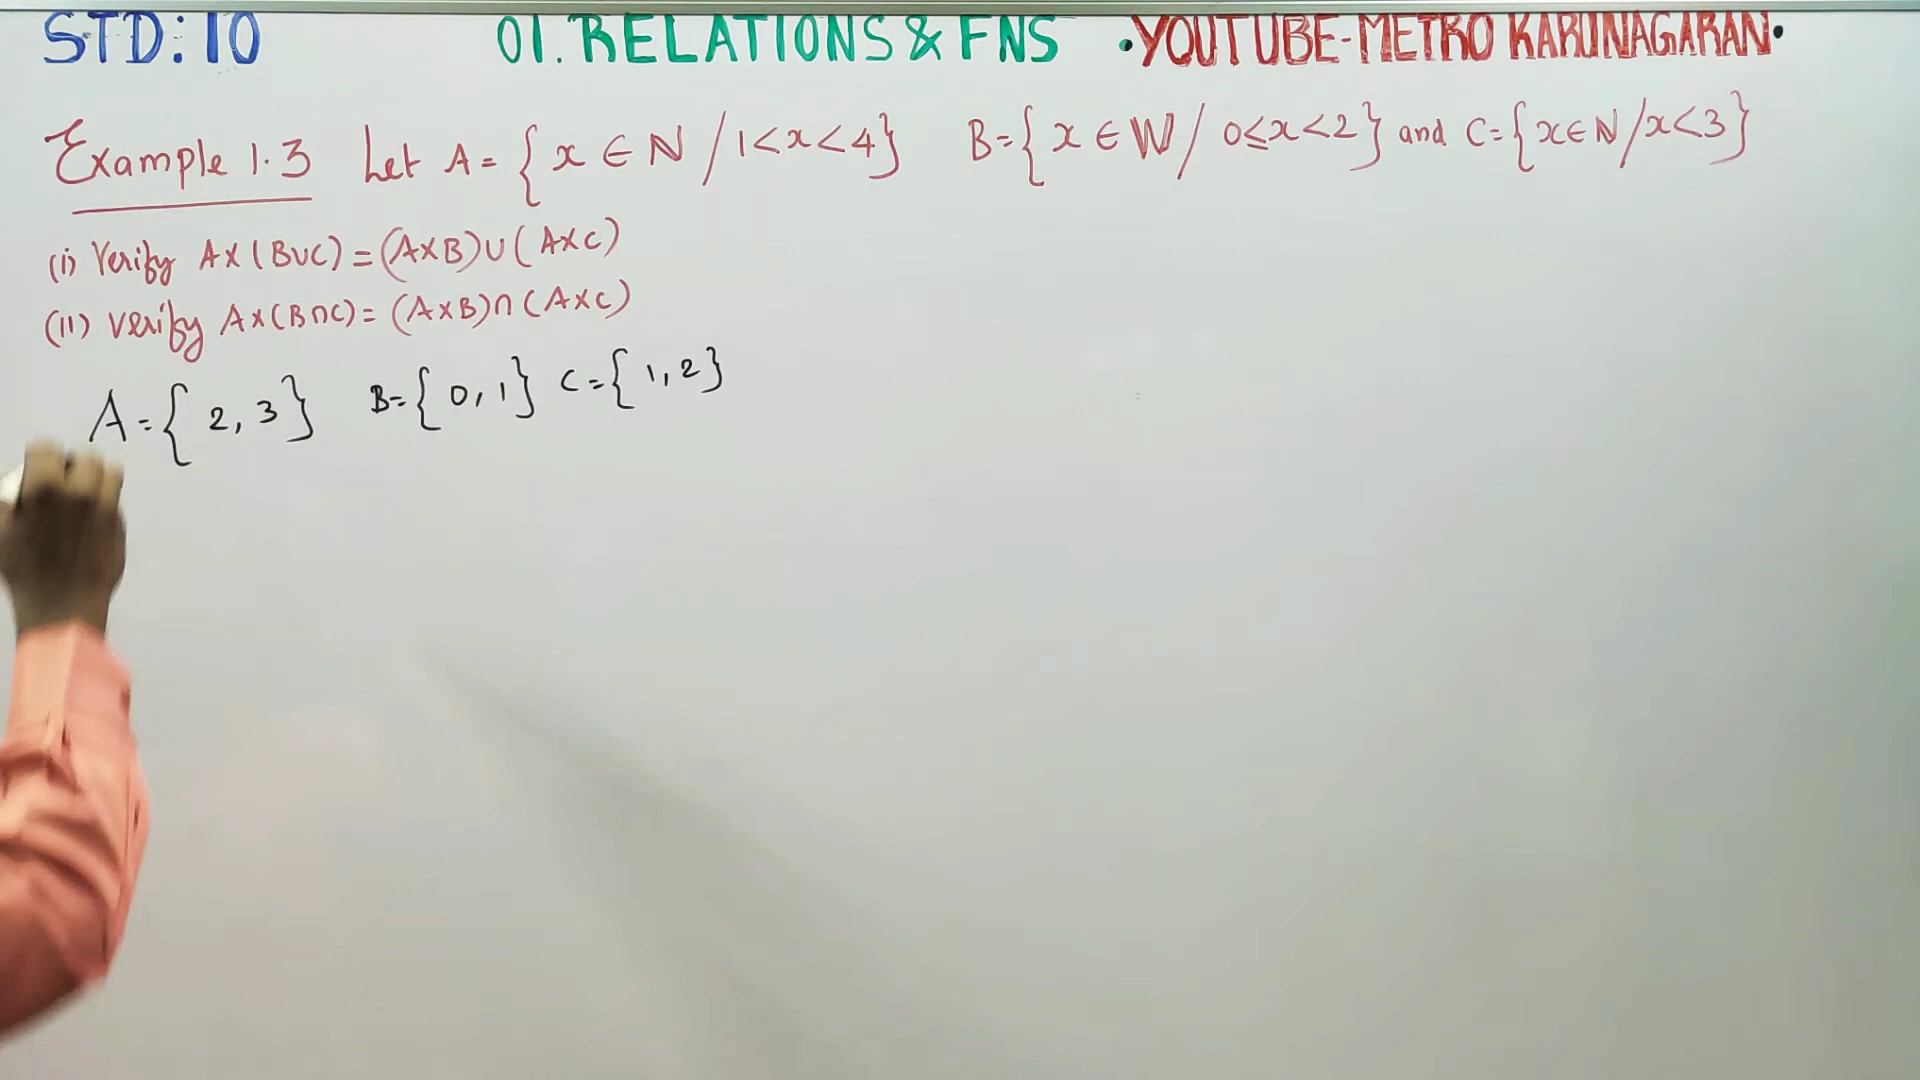 STD: 10 01. RELATIONS & FNS • YOUTUBE-METRO KARUNAGARAN •
Example 1.3 Let A = { x ∈ N / 1<x<4} B={ x ∈ W / 0≤x<2} and C={x∈N/x<3}
(i) Verify A×(B∪C)=(A×B)∪(A×C)
(ii) verify A×(B∩C)= (A×B)∩(A×C)
A={ 2, 3} B={ 0, 1} C={ 1, 2}